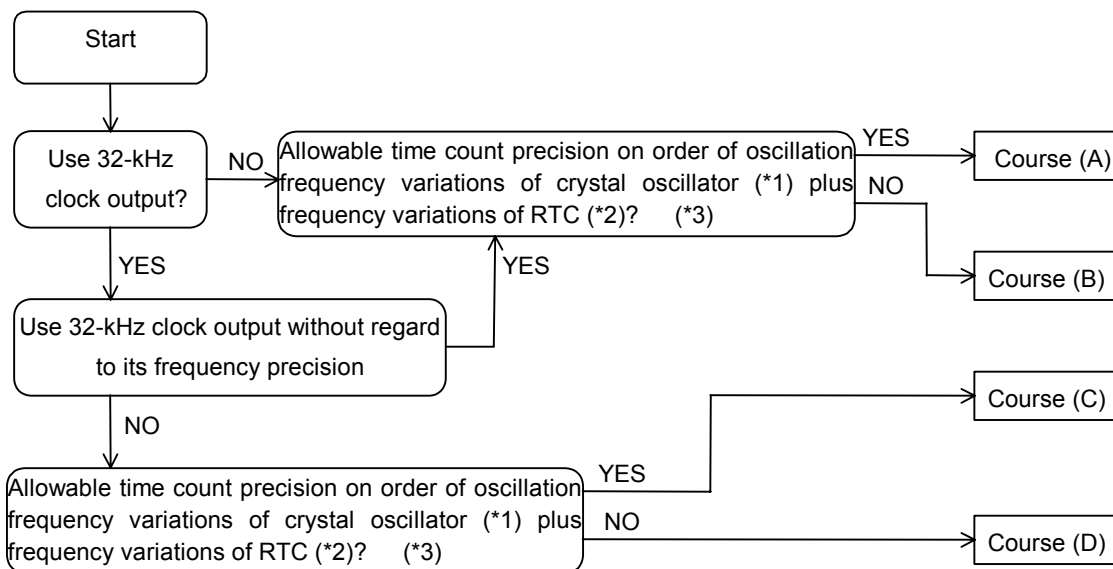 Start
Use 32-kHz
clock output?
NO
Allowable time count precision on order of oscillation
frequency variations of crystal oscillator (*1) plus
frequency variations of RTC (*2)? (*3)
YES
Course (A)
NO
Course (B)
YES
YES
Use 32-kHz clock output without regard
to its frequency precision
NO
Allowable time count precision on order of oscillation
frequency variations of crystal oscillator (*1) plus
frequency variations of RTC (*2)? (*3)
YES
Course (C)
NO
Course (D)